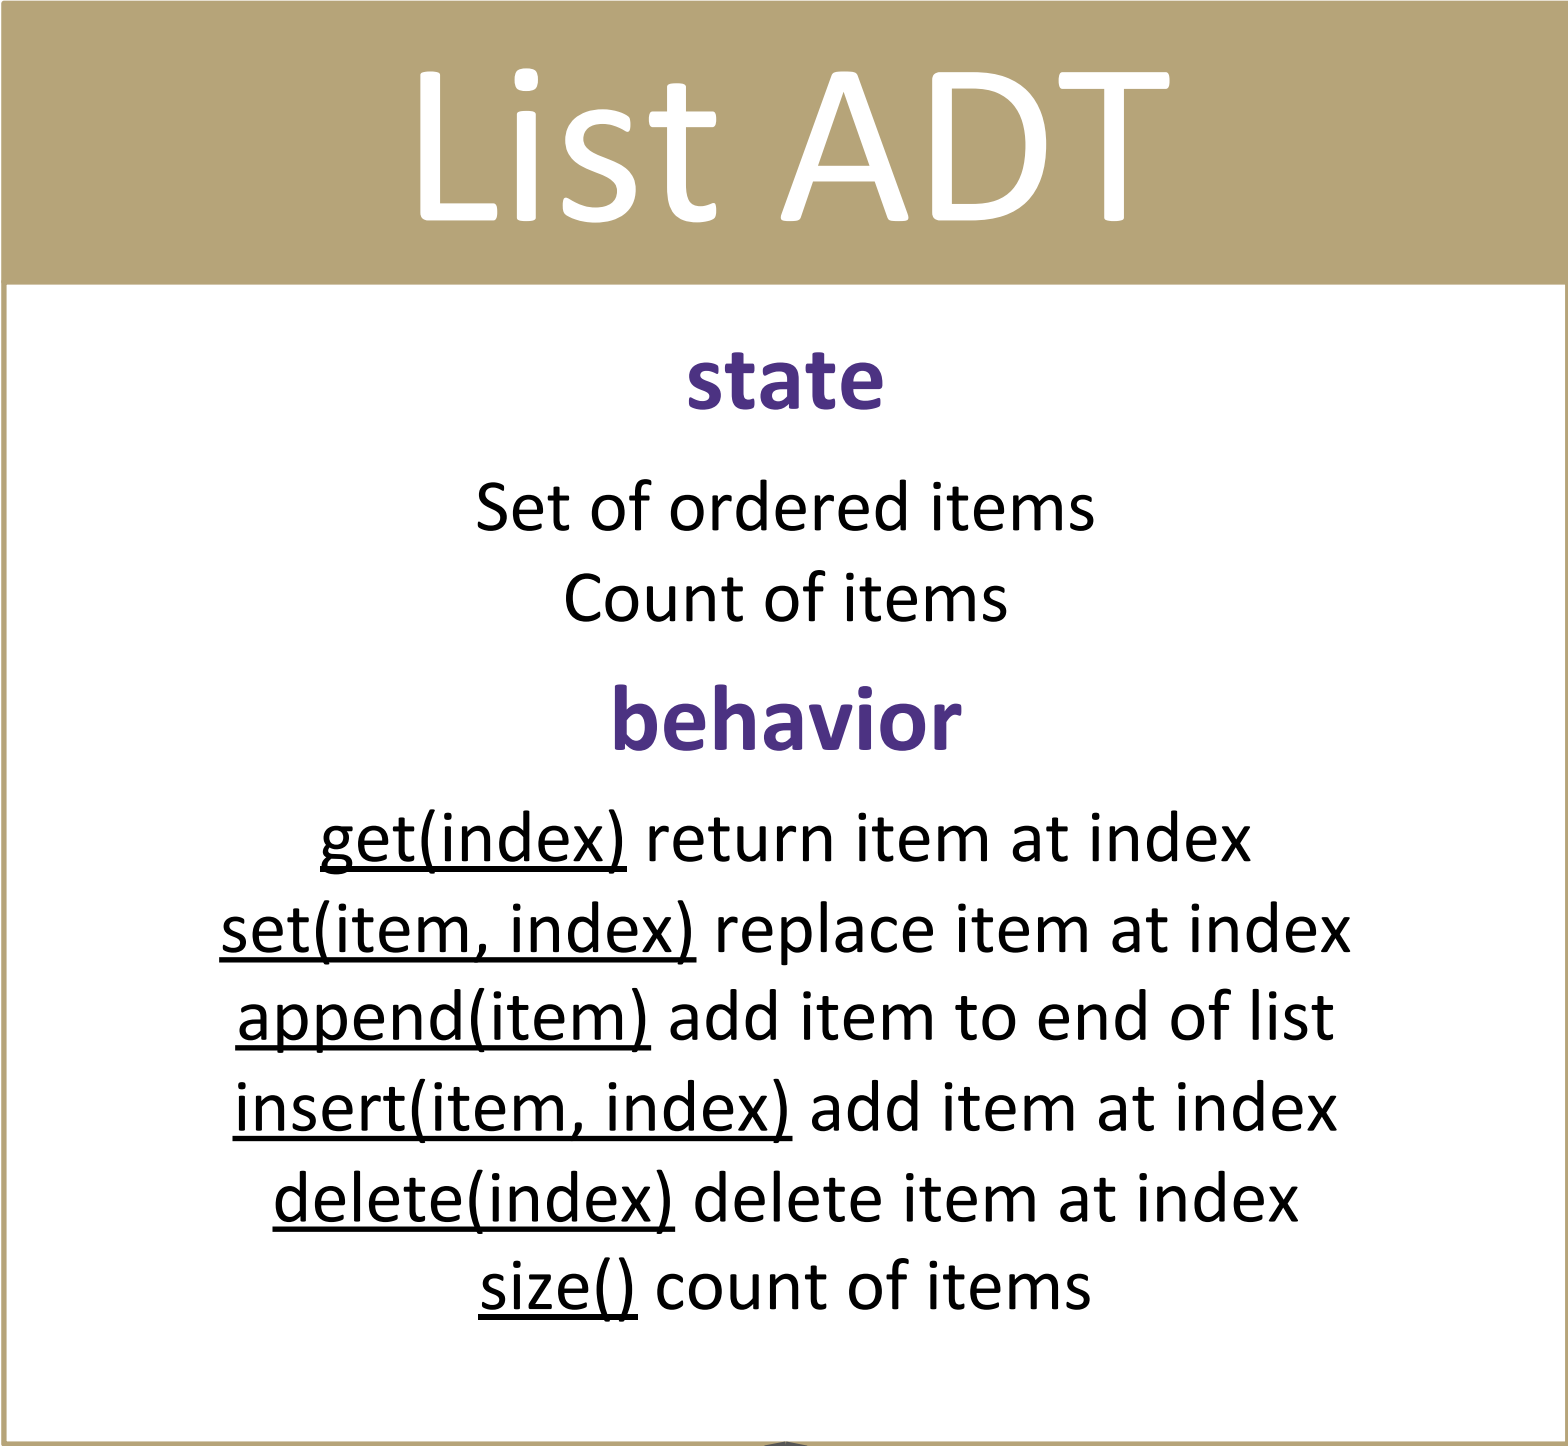 List ADT
state
Set of ordered items
Count of items
behavior
get(index) return item at index
set(item, index) replace item at index
append(item) add item to end of list
insert(item, index) add item at index
delete(index) delete item at index
size() count of items